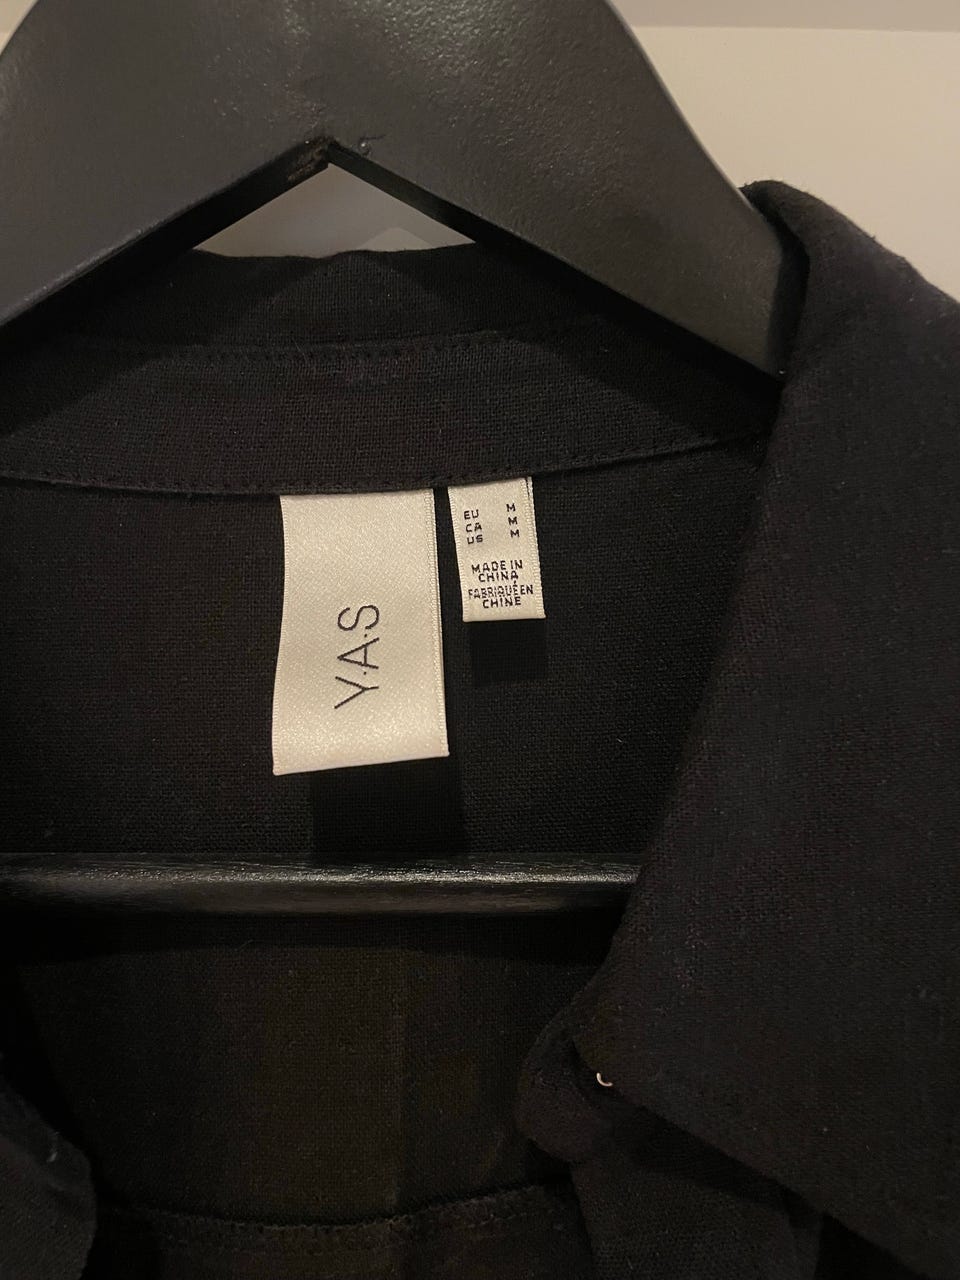 Y.A.S
EU M
CA M
US M
MADE IN
CHINA
FABRIQUÉ EN
CHINE